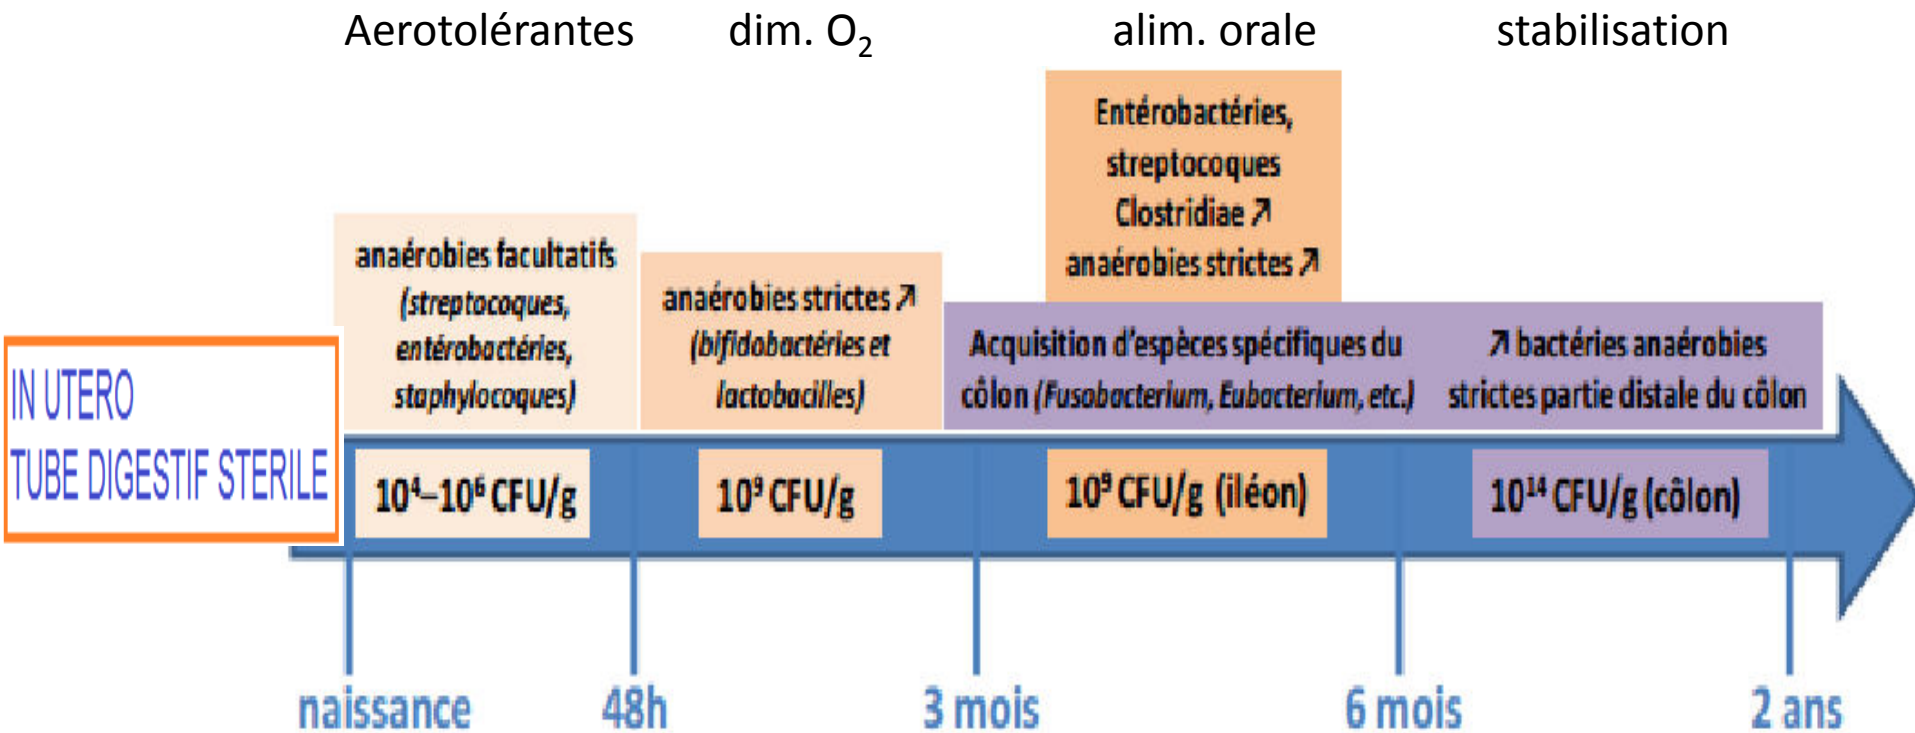 Aerotolérantes
dim. O₂
alim. orale
stabilisation
Entérobactéries,
streptocoques
Clostridiae ↗
anaérobies strictes ↗
anaérobies facultatifs
(streptocoques,
entérobactéries,
staphylocoques)
anaérobies strictes ↗
(bifidobactéries et
lactobacilles)
Acquisition d'espèces spécifiques du
côlon (Fusobacterium, Eubacterium, etc.)
↗ bactéries anaérobies
strictes partie distale du côlon
IN UTERO
TUBE DIGESTIF STERILE
10⁴–10⁶ CFU/g
10⁹ CFU/g
10⁹ CFU/g (iléon)
10¹⁴ CFU/g (côlon)
naissance
48h
3 mois
6 mois
2 ans